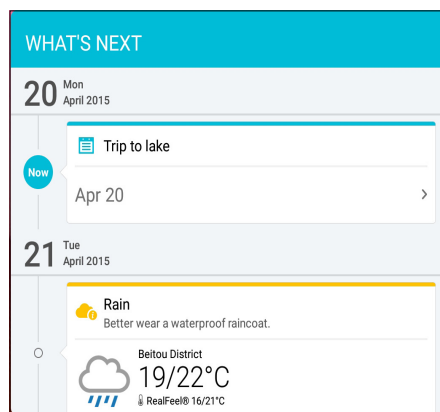 WHAT'S NEXT
20 Mon
April 2015
Trip to lake
Now
Apr 20
21 Tue
April 2015
Rain
Better wear a waterproof raincoat.
Beitou District
19/22°C
RealFeel® 16/21°C